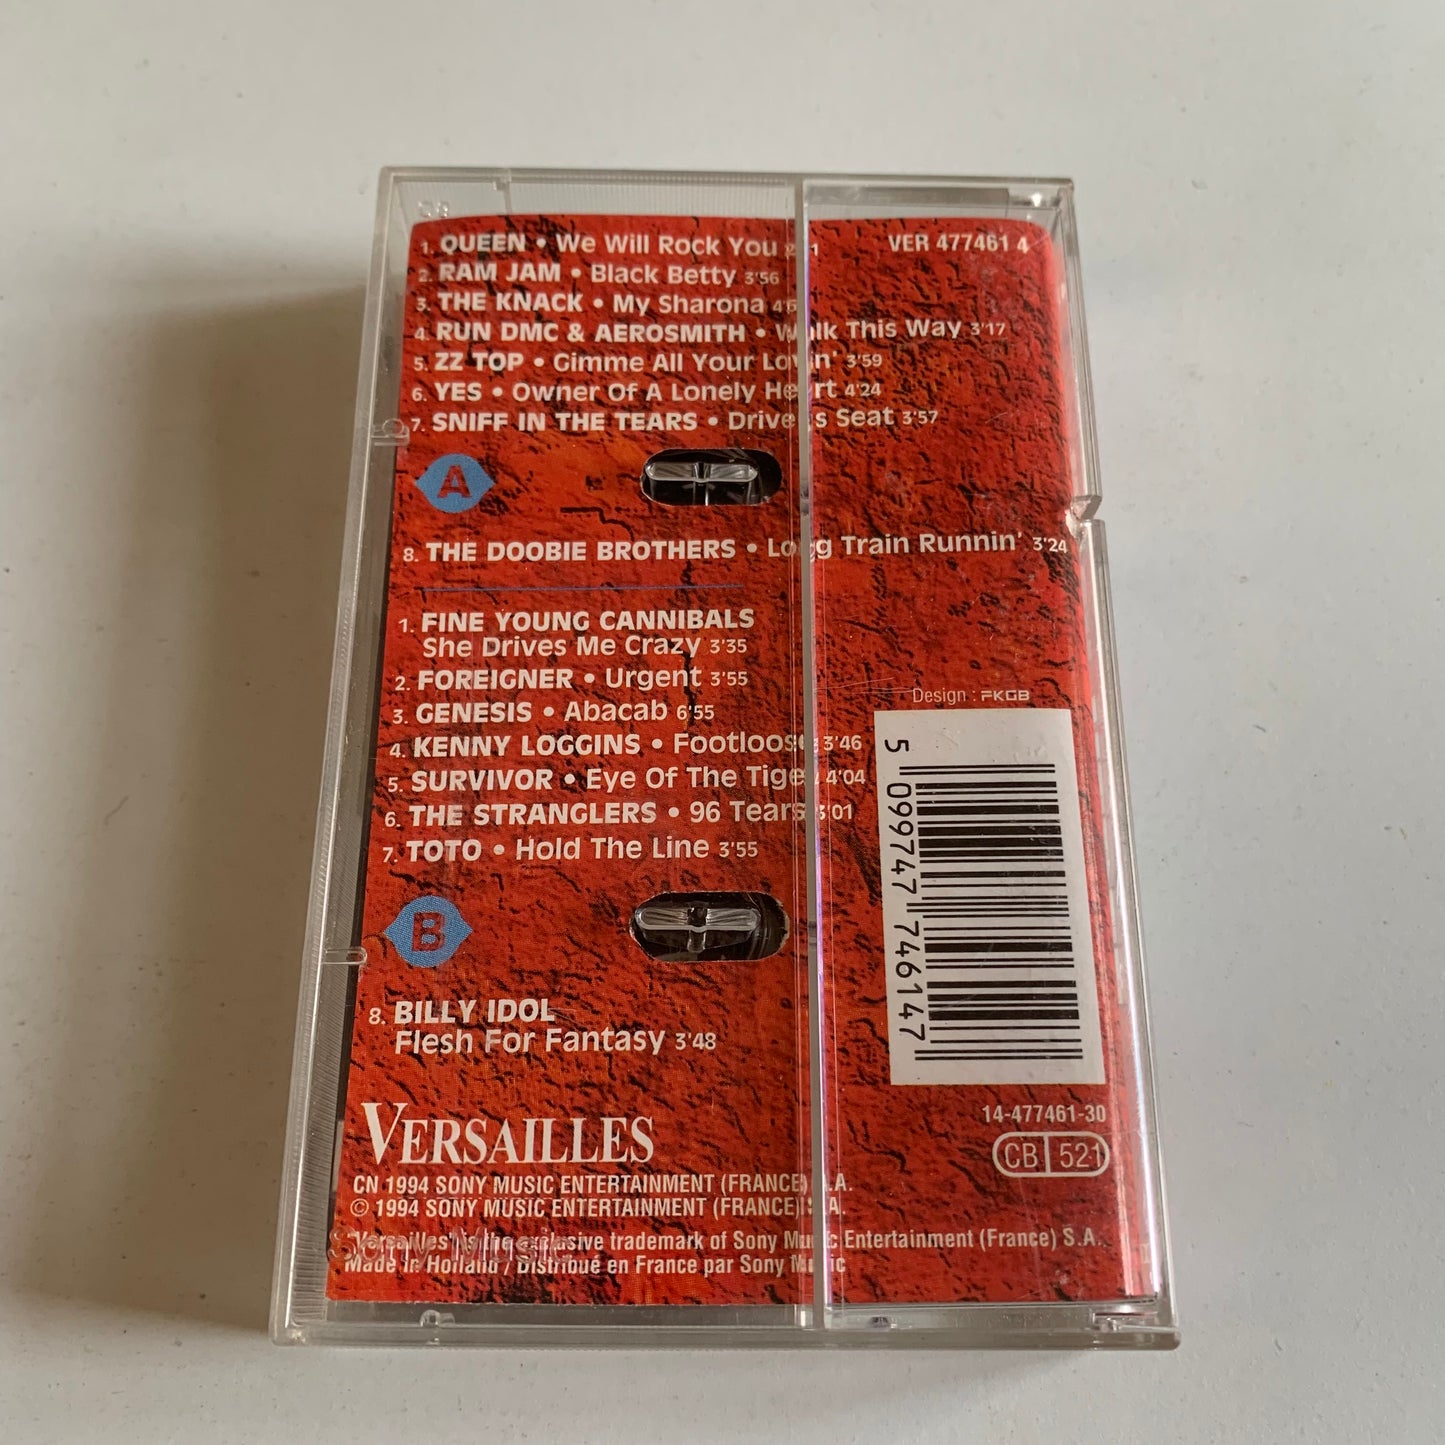 1. QUEEN • We Will Rock You
VER 477461 4
2. RAM JAM • Black Betty 3'56
3. THE KNACK • My Sharona
4. RUN DMC & AEROSMITH • Walk This Way 3'17
5. ZZ TOP • Gimme All Your Lovin' 3'59
6. YES • Owner Of A Lonely Heart 4'24
7. SNIFF IN THE TEARS • Driver's Seat 3'57
A
8. THE DOOBIE BROTHERS • Long Train Runnin' 3'24
1. FINE YOUNG CANNIBALS
She Drives Me Crazy 3'35
2. FOREIGNER • Urgent 3'55
3. GENESIS • Abacab 6'55
4. KENNY LOGGINS • Footloose 3'46
5. SURVIVOR • Eye Of The Tiger 4'04
6. THE STRANGLERS • 96 Tears 3'01
7. TOTO • Hold The Line 3'55
B
8. BILLY IDOL
Flesh For Fantasy 3'48
Design : FKGB
5 099747 746147
14-477461-30
CB 521
VERSAILLES
CN 1994 SONY MUSIC ENTERTAINMENT (FRANCE) S.A.
© 1994 SONY MUSIC ENTERTAINMENT (FRANCE) S.A.
"Versailles" is the exclusive trademark of Sony Music Entertainment (France) S.A.
Made in Holland / Distribué en France par Sony Music
Sony Music